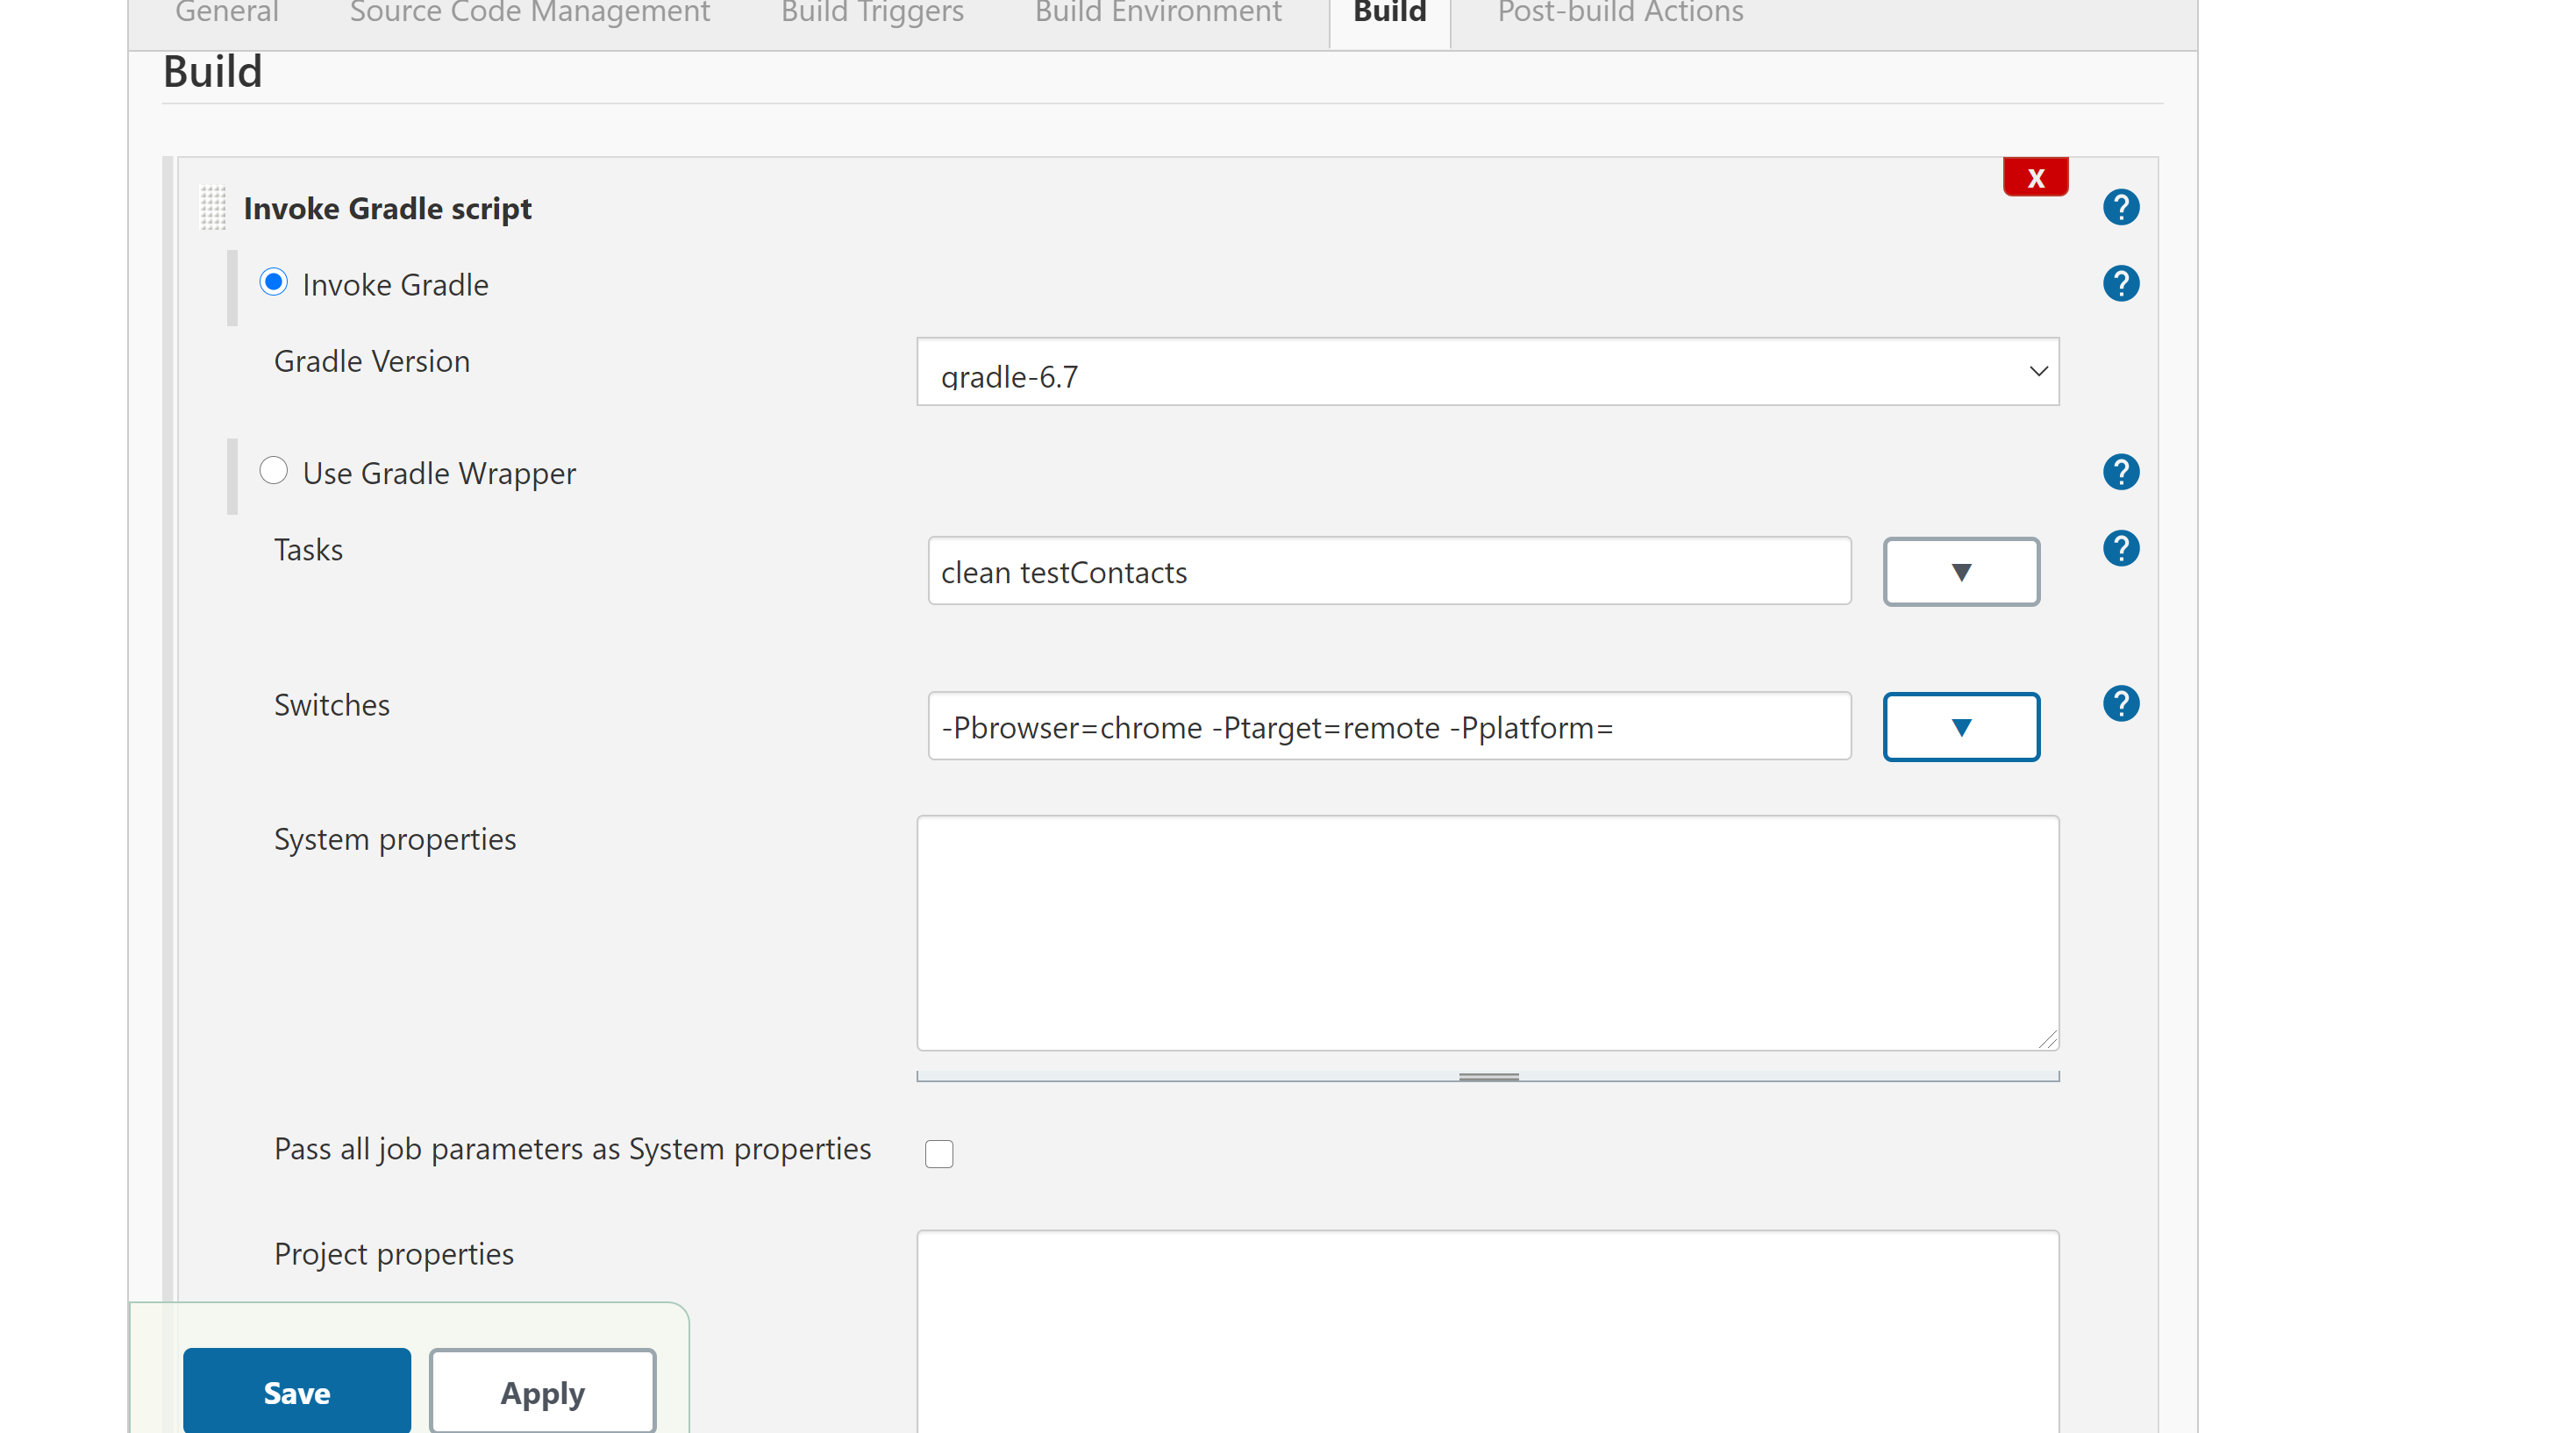 General Source Code Management Build Triggers Build Environment Build Post-build Actions
Build
X
Invoke Gradle script
?
Invoke Gradle
?
Gradle Version
gradle-6.7
Use Gradle Wrapper
?
Tasks
clean testContacts
▼
?
Switches
-Pbrowser=chrome -Ptarget=remote -Pplatform=
▼
?
System properties
Pass all job parameters as System properties
Project properties
Save Apply